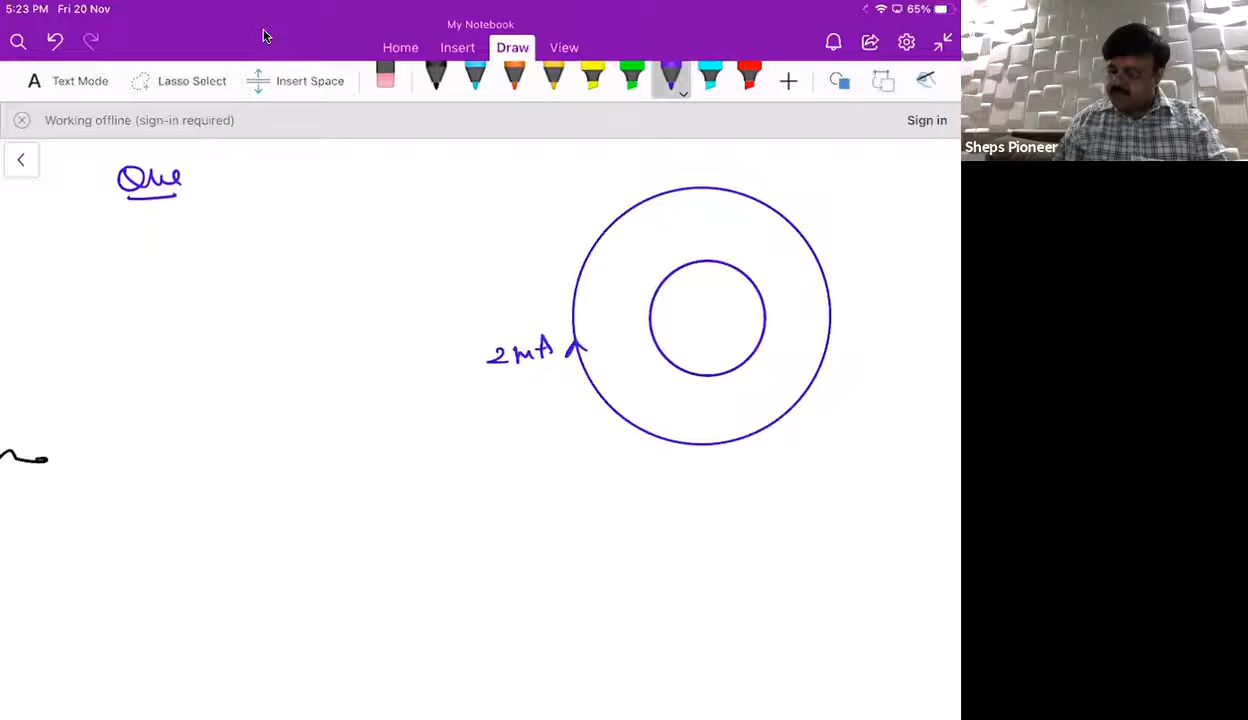 5:23 PM Fri 20 Nov
65%
My Notebook
Home Insert Draw View
A Text Mode Lasso Select Insert Space
Working offline (sign-in required) Sign in
Sheps Pioneer
Que
2mA